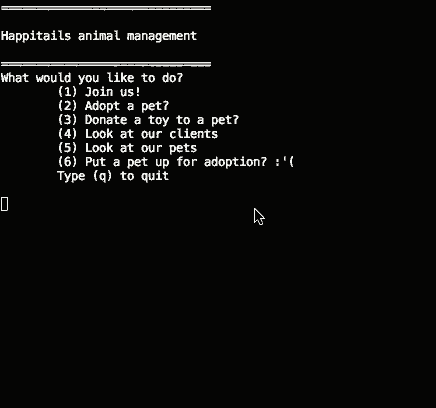 Happitails animal management
What would you like to do?
(1) Join us!
(2) Adopt a pet?
(3) Donate a toy to a pet?
(4) Look at our clients
(5) Look at our pets
(6) Put a pet up for adoption? :'(
Type (q) to quit